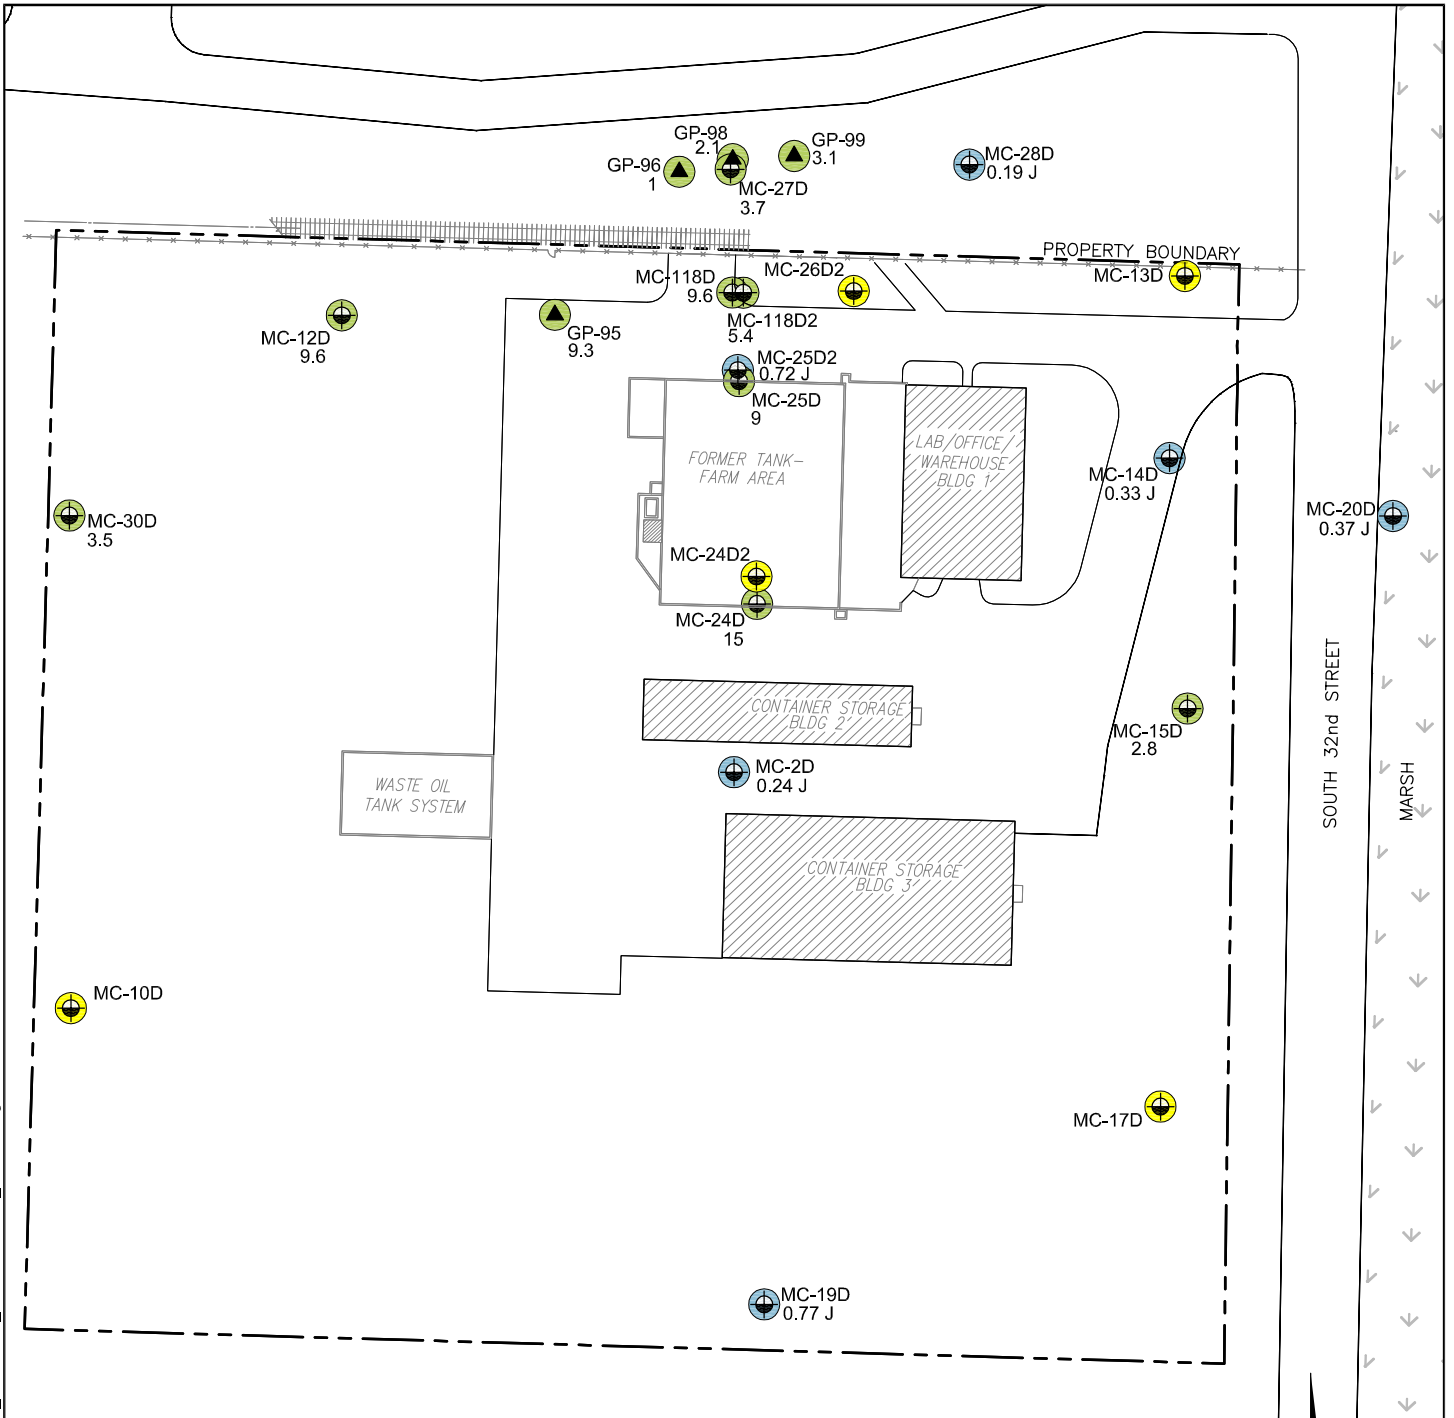 GP-98
2.1
GP-99
3.1
GP-96
1
MC-28D
0.19 J
MC-27D
3.7
PROPERTY BOUNDARY
MC-118D
9.6
MC-26D2
MC-13D
MC-118D2
5.4
MC-12D
9.6
GP-95
9.3
MC-25D2
0.72 J
MC-25D
9
FORMER TANK-
FARM AREA
LAB/OFFICE/
WAREHOUSE
BLDG 1
MC-14D
0.33 J
MC-20D
0.37 J
MC-30D
3.5
MC-24D2
MC-24D
15
CONTAINER STORAGE
BLDG 2
MC-15D
2.8
SOUTH 32nd STREET
MARSH
MC-2D
0.24 J
WASTE OIL
TANK SYSTEM
CONTAINER STORAGE
BLDG 3
MC-10D
MC-17D
MC-19D
0.77 J